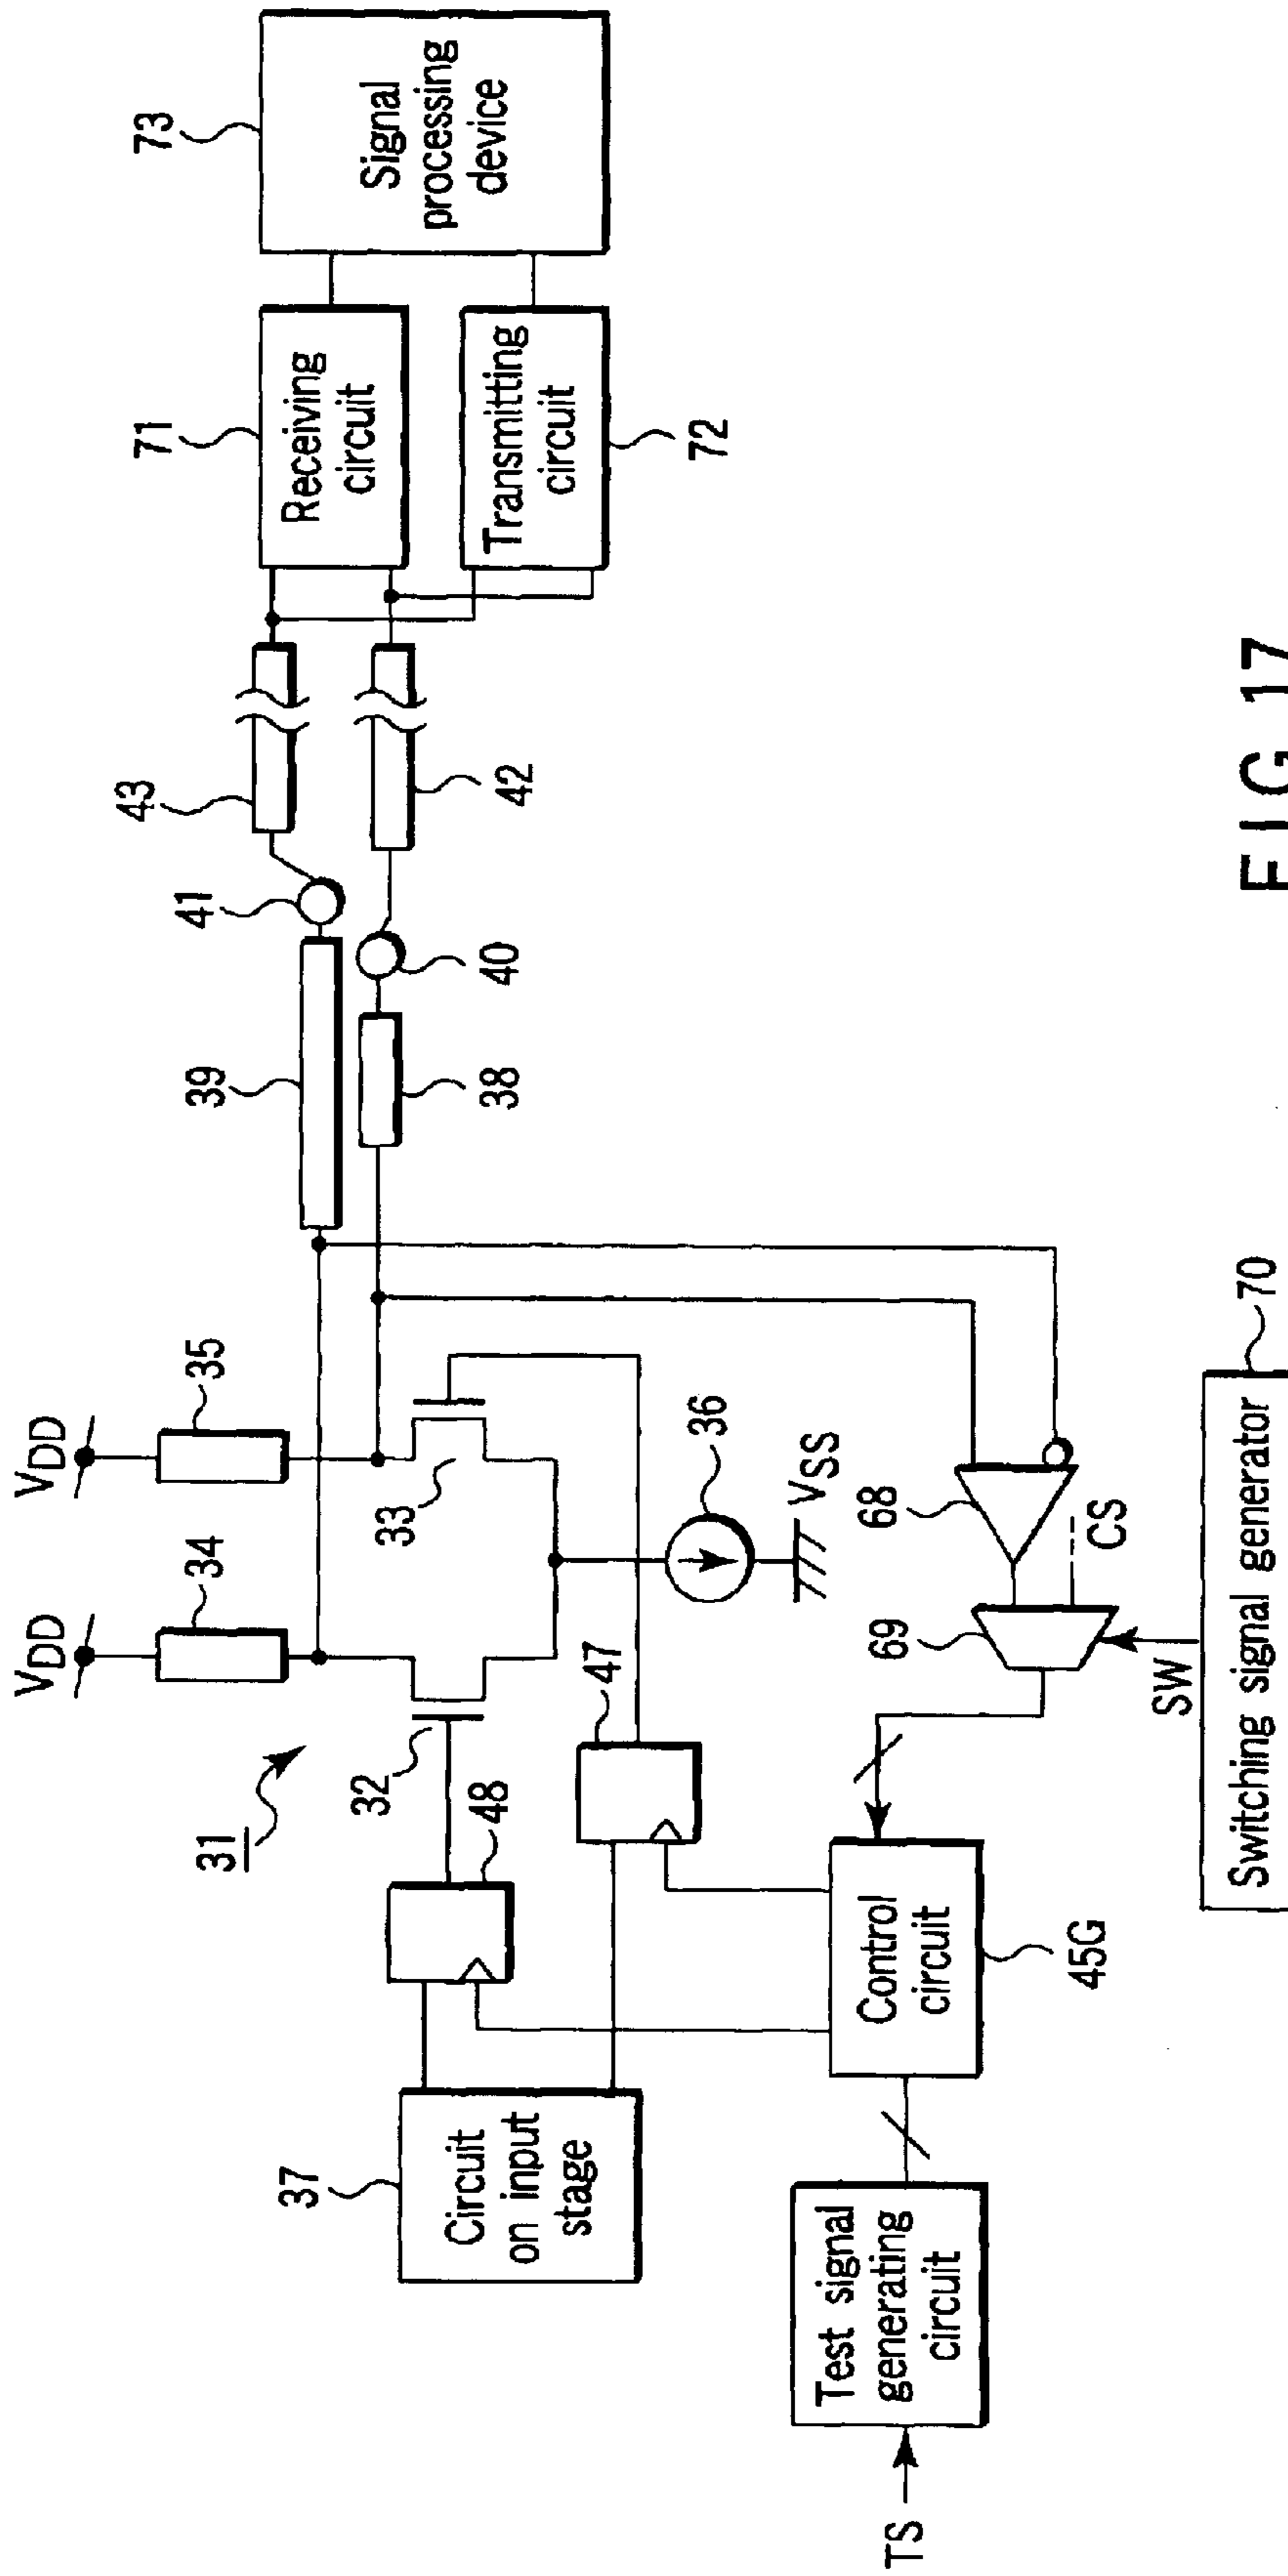 VDD
VDD
34
35
31
32
33
36
VSS
37
Circuit
on input
stage
48
47
39
38
41
40
43
42
71
Receiving
circuit
Transmitting
circuit
72
73
Signal
processing
device
TS
Test signal
generating
circuit
Control
circuit
45G
68
69
CS
SW
Switching signal generator
70
FIG. 17